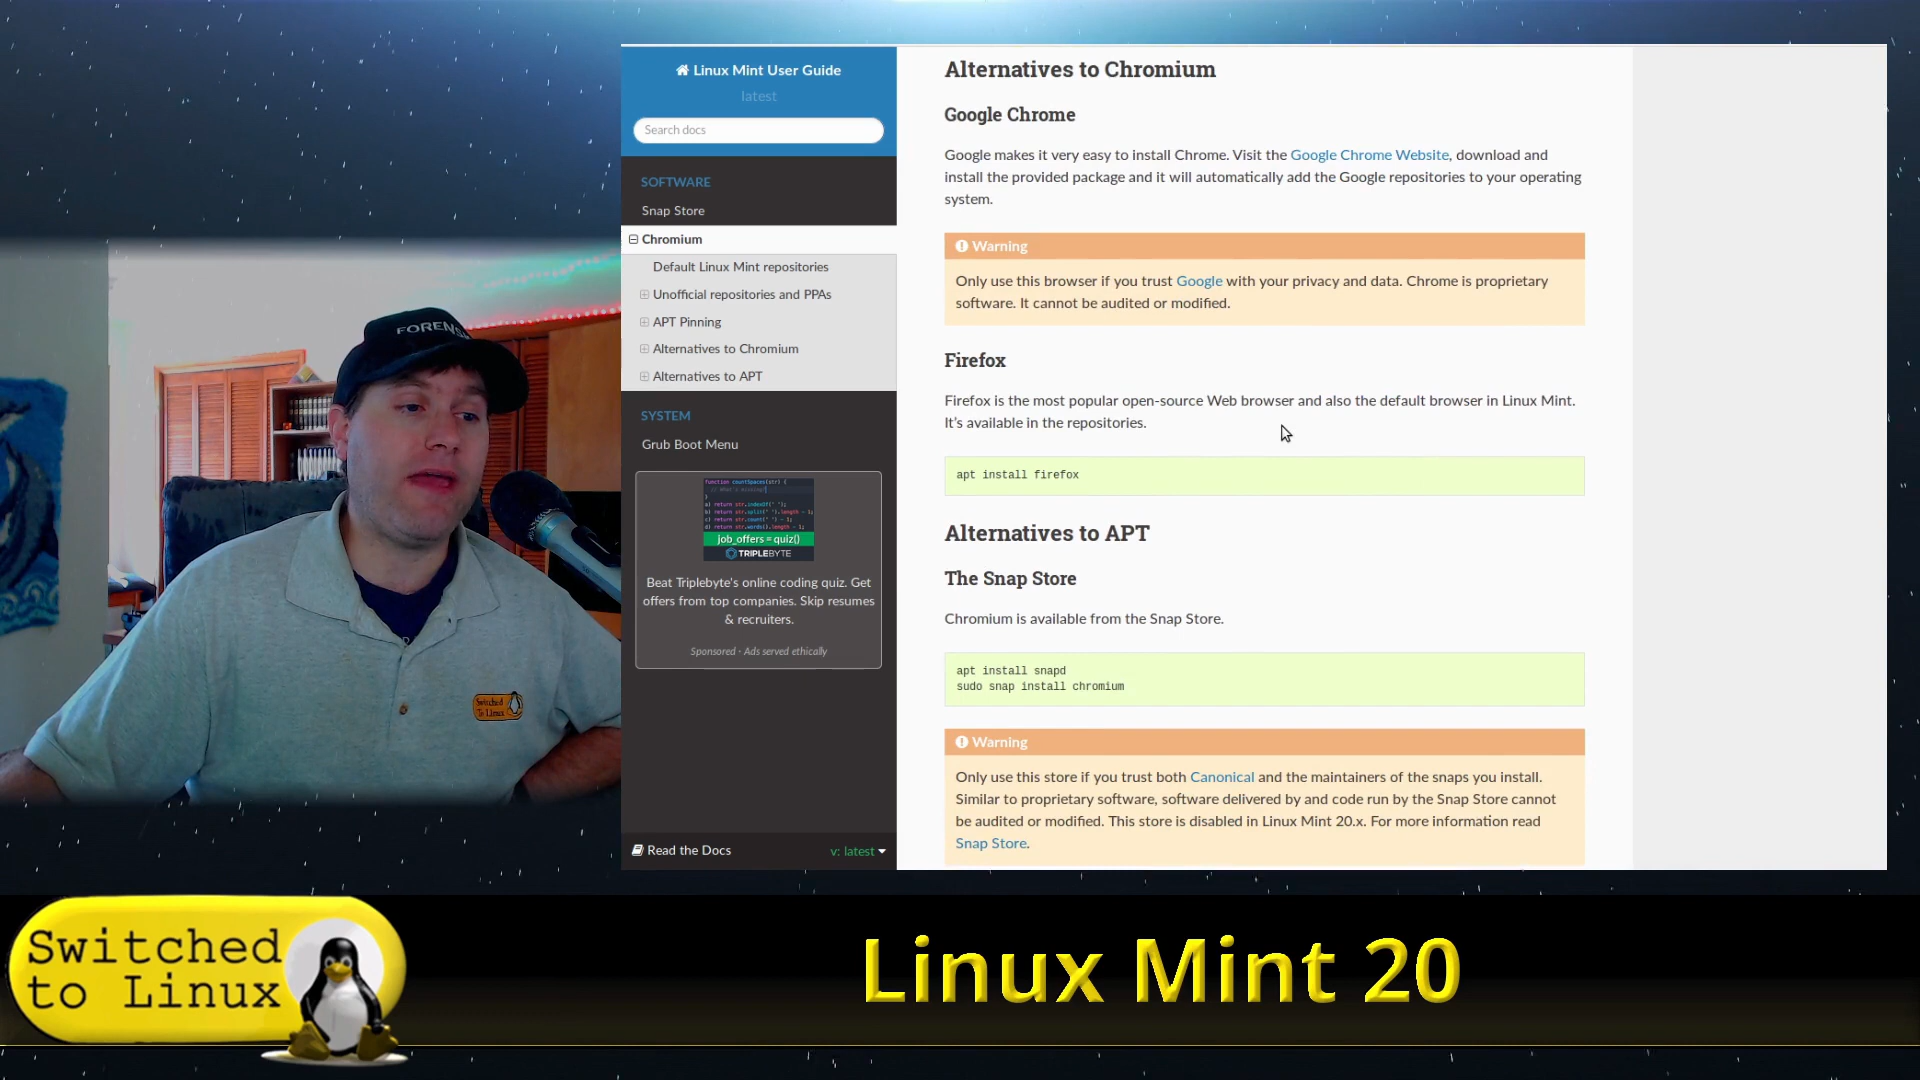 Linux Mint User Guide
latest
Search docs
SOFTWARE
Snap Store
Chromium
Default Linux Mint repositories
Unofficial repositories and PPAs
APT Pinning
Alternatives to Chromium
Alternatives to APT
SYSTEM
Grub Boot Menu
job_offers = quiz()
TRIPLEBYTE
Beat Triplebyte's online coding quiz. Get
offers from top companies. Skip resumes
& recruiters.
Sponsored - Ads served ethically
Read the Docs
v: latest
Alternatives to Chromium
Google Chrome
Google makes it very easy to install Chrome. Visit the Google Chrome Website, download and
install the provided package and it will automatically add the Google repositories to your operating
system.
Warning
Only use this browser if you trust Google with your privacy and data. Chrome is proprietary
software. It cannot be audited or modified.
Firefox
Firefox is the most popular open-source Web browser and also the default browser in Linux Mint.
It's available in the repositories.
apt install firefox
Alternatives to APT
The Snap Store
Chromium is available from the Snap Store.
apt install snapd
sudo snap install chromium
Warning
Only use this store if you trust both Canonical and the maintainers of the snaps you install.
Similar to proprietary software, software delivered by and code run by the Snap Store cannot
be audited or modified. This store is disabled in Linux Mint 20.x. For more information read
Snap Store.
Switched
To Linux
Switched
to Linux
Linux Mint 20